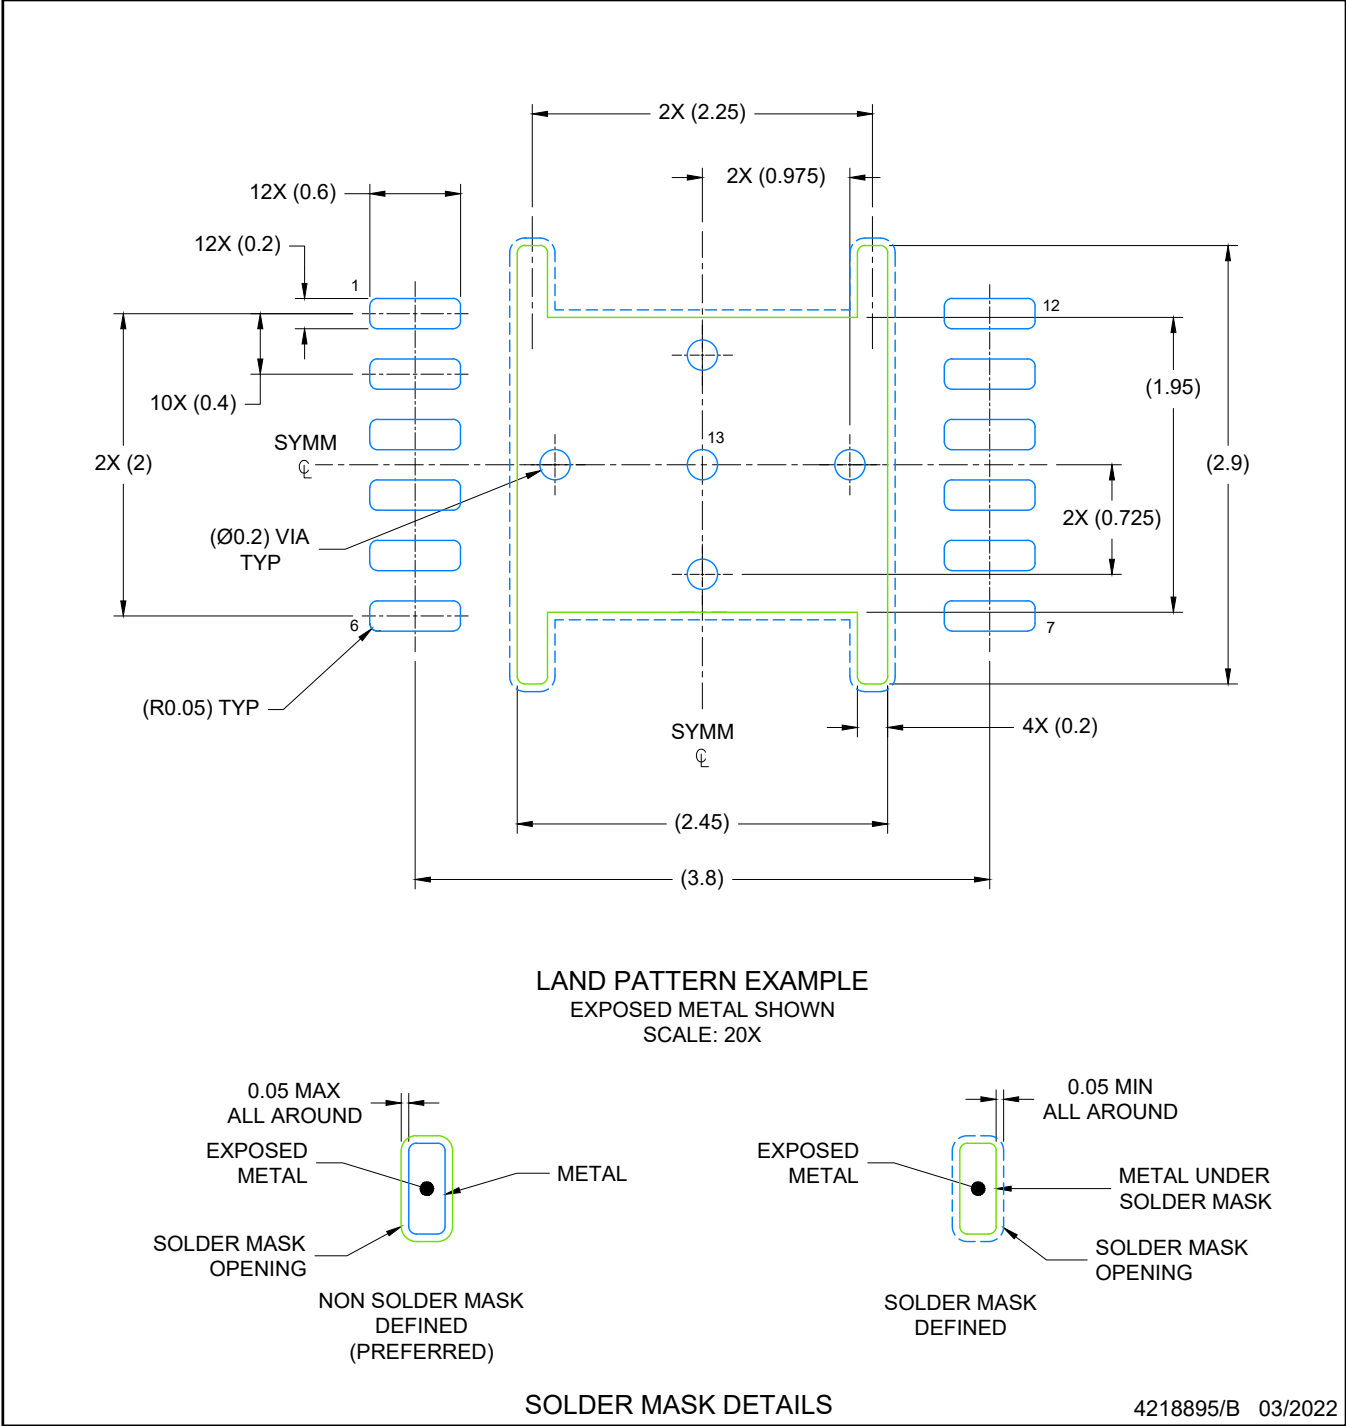 2X (2.25)
2X (0.975)
12X (0.6)
12X (0.2)
1
12
10X (0.4)
(1.95)
SYMM
℄
13
2X (2)
(2.9)
2X (0.725)
(Ø0.2) VIA
TYP
6
7
(R0.05) TYP
SYMM
℄
4X (0.2)
(2.45)
(3.8)
LAND PATTERN EXAMPLE
EXPOSED METAL SHOWN
SCALE: 20X
0.05 MAX
ALL AROUND
EXPOSED
METAL
METAL
SOLDER MASK
OPENING
NON SOLDER MASK
DEFINED
(PREFERRED)
0.05 MIN
ALL AROUND
EXPOSED
METAL
METAL UNDER
SOLDER MASK
SOLDER MASK
OPENING
SOLDER MASK
DEFINED
SOLDER MASK DETAILS
4218895/B 03/2022